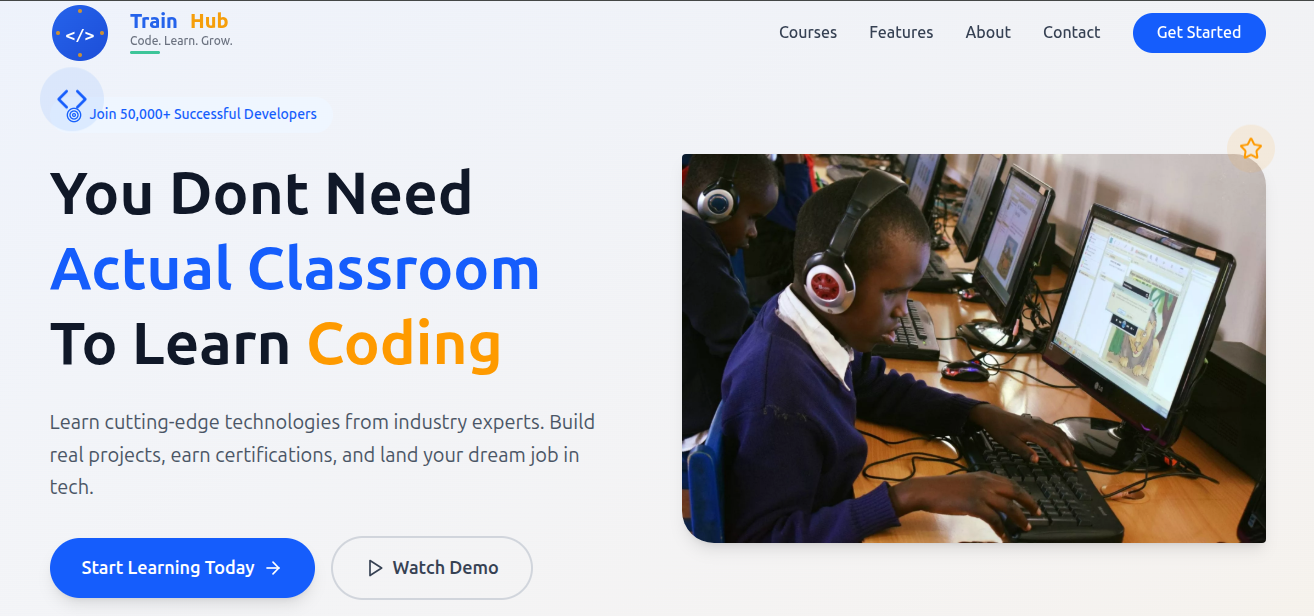 </>
Train Hub
Code. Learn. Grow.
Courses Features About Contact Get Started
Join 50,000+ Successful Developers
You Dont Need
Actual Classroom
To Learn Coding
Learn cutting-edge technologies from industry experts. Build
real projects, earn certifications, and land your dream job in
tech.
Start Learning Today →
Watch Demo
LG